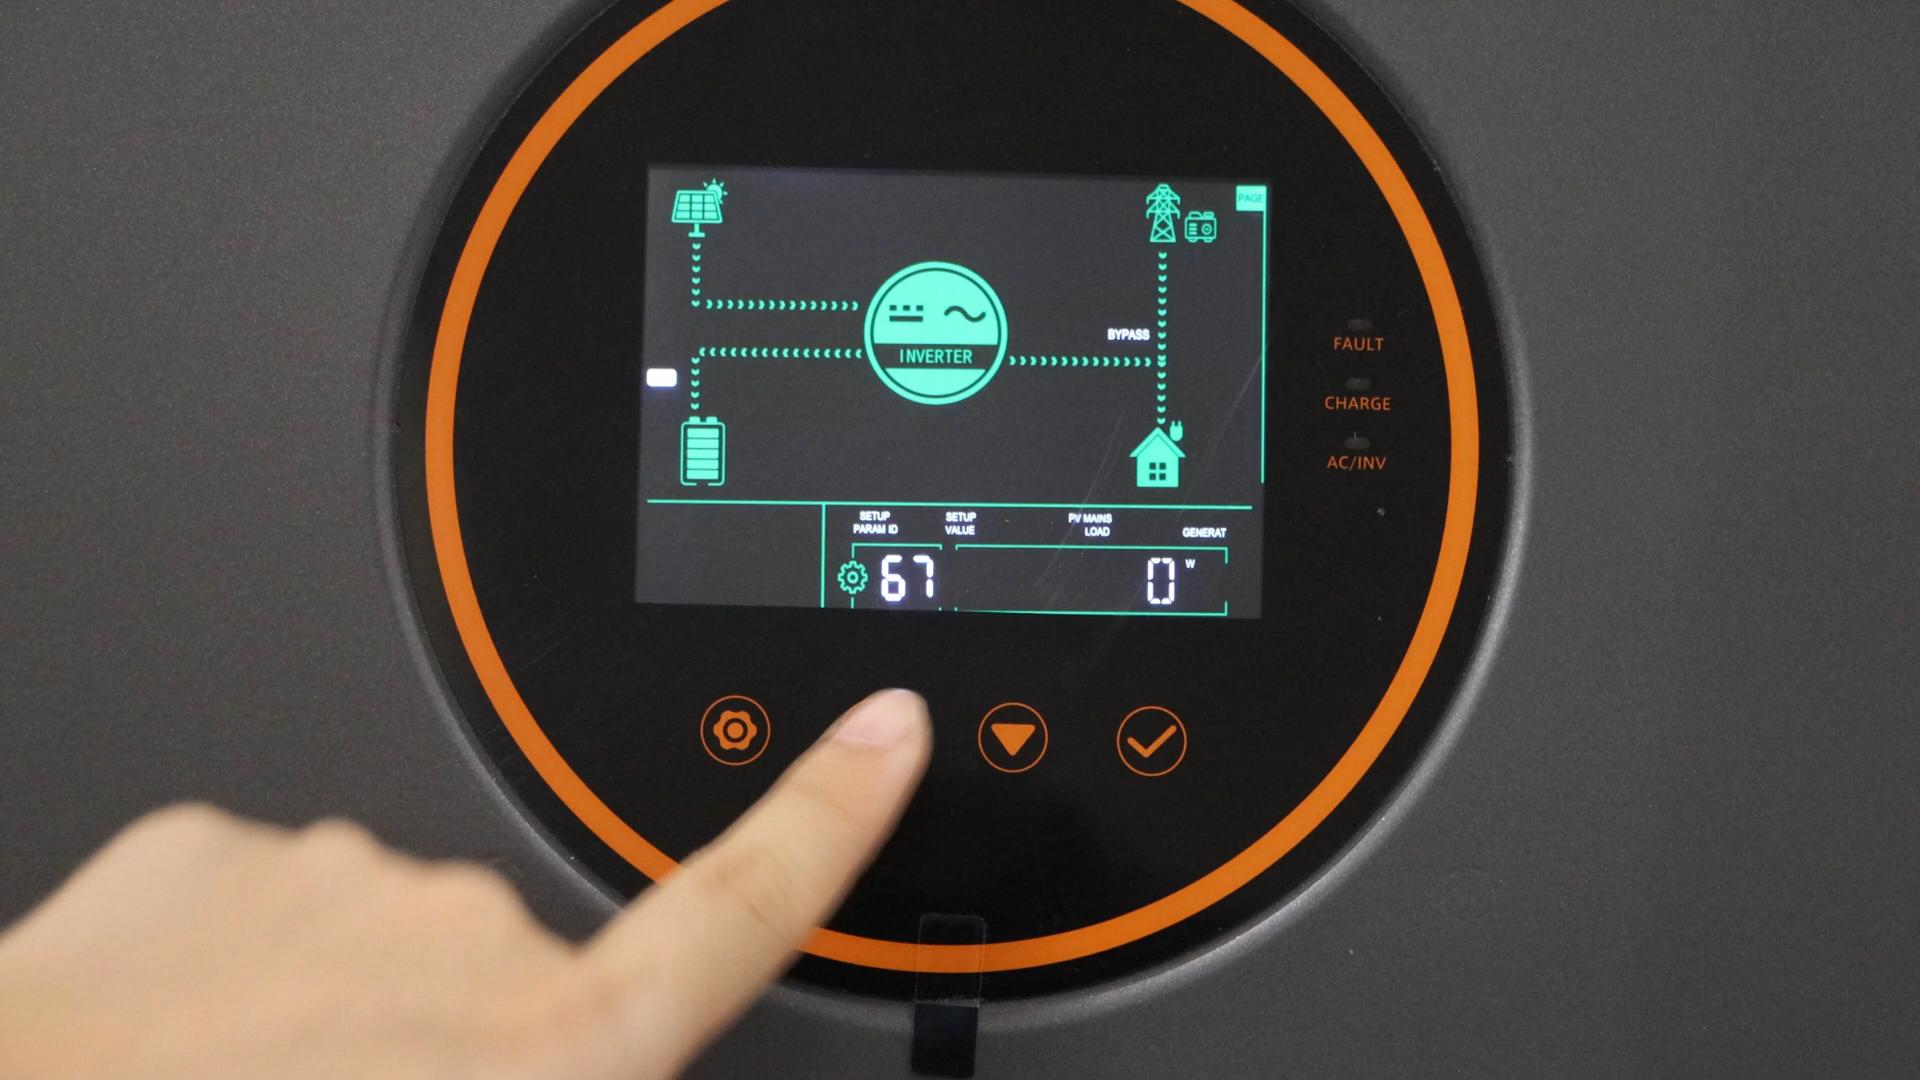 PAGE
BYPASS
INVERTER
FAULT
CHARGE
AC/INV
SETUP
PARAM ID
SETUP
VALUE
PV MAINS
LOAD
GENERAT
67
0 W